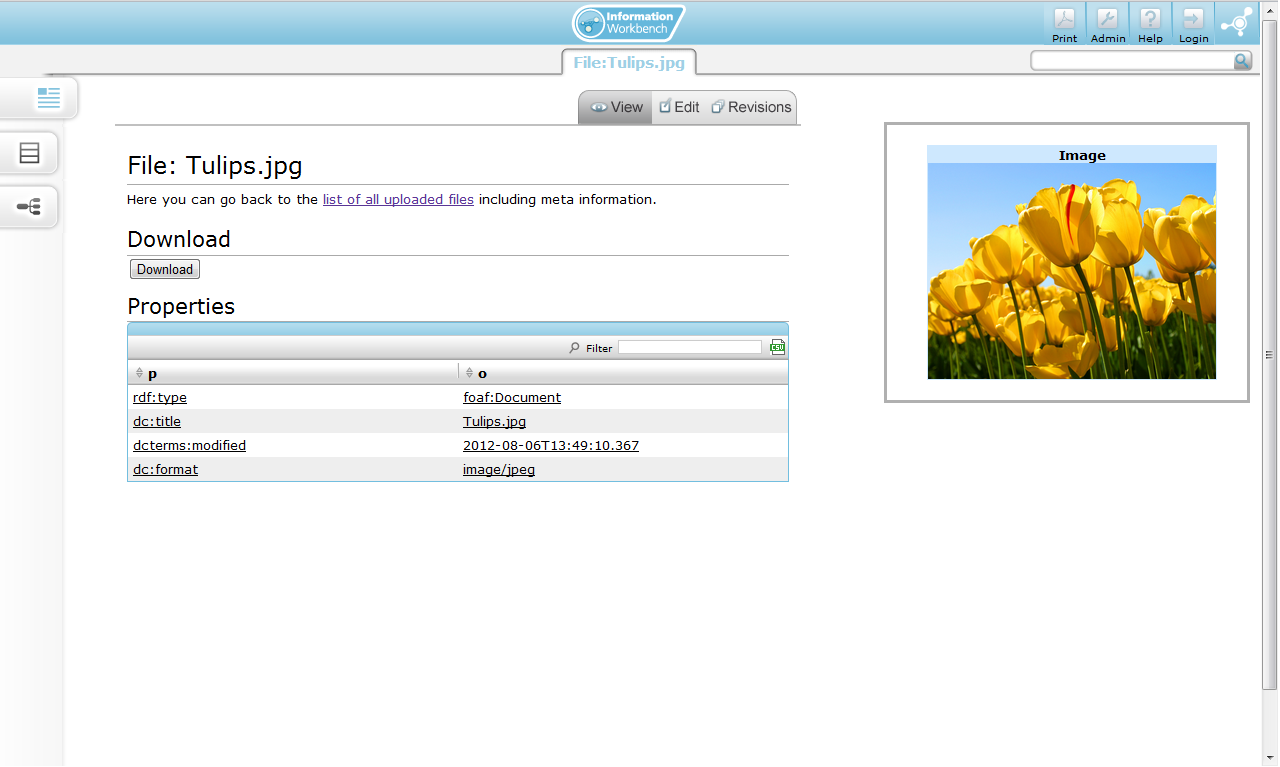 Information
Workbench
Print Admin Help Login
File:Tulips.jpg
View Edit Revisions
File: Tulips.jpg
Here you can go back to the list of all uploaded files including meta information.
Download
Download
Properties
Filter CSV
p o
rdf:type foaf:Document
dc:title Tulips.jpg
dcterms:modified 2012-08-06T13:49:10.367
dc:format image/jpeg
Image